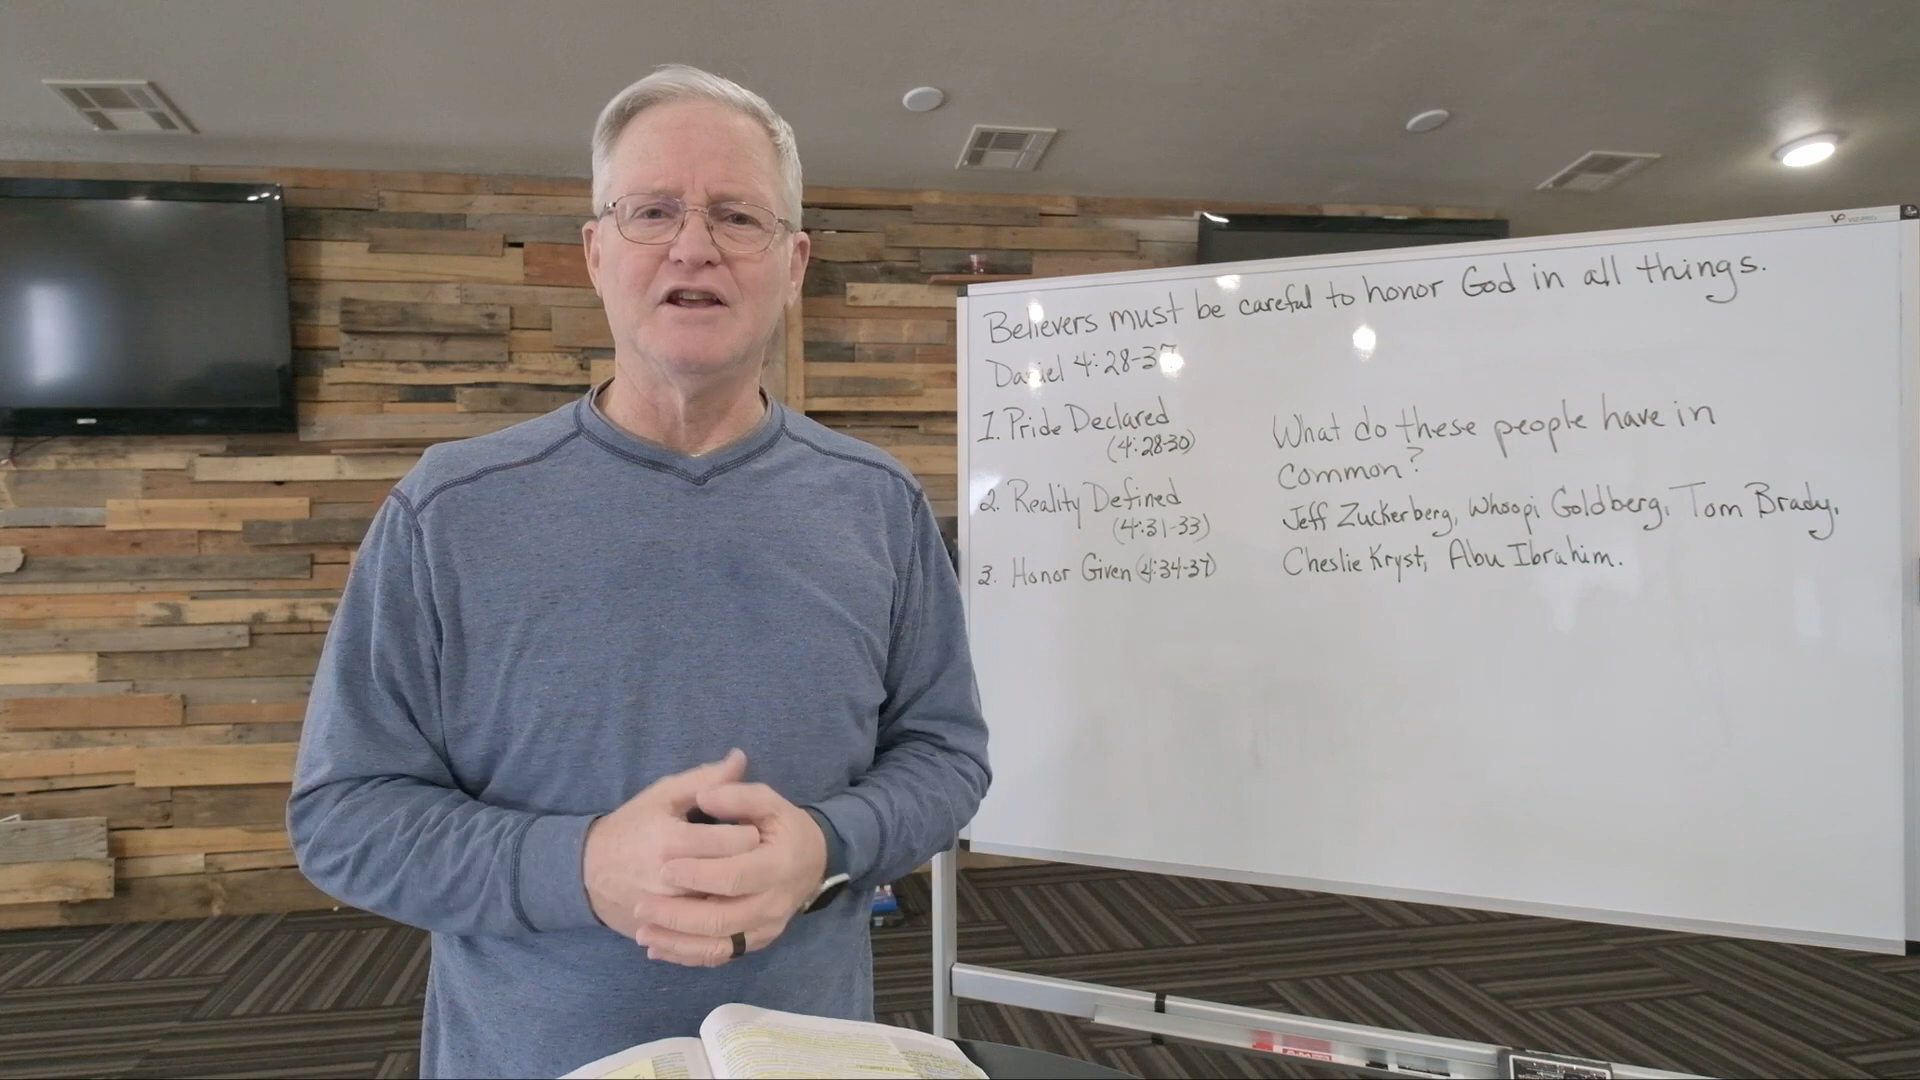 Believers must be careful to honor God in all things.
Daniel 4:28-37
1. Pride Declared
(4:28-30)
2. Reality Defined
(4:31-33)
3. Honor Given (4:34-37)
What do these people have in
common?
Jeff Zuckerberg, Whoopi Goldberg, Tom Brady,
Cheslie Kryst, Abu Ibrahim.